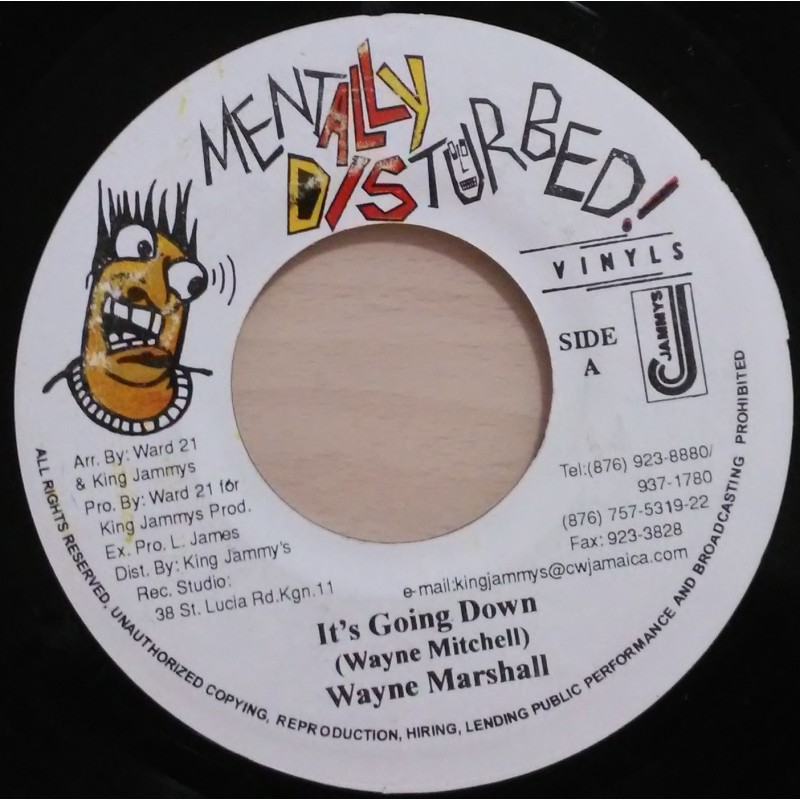 MENTALLY
DISTURBED!
VINYLS
SIDE
A
JAMMYS
Arr. By: Ward 21
& King Jammys
Pro. By: Ward 21 for
King Jammys Prod.
Ex. Pro. L: James
Dist. By: King Jammy's
Rec. Studio:
38 St. Lucia Rd.Kgn.11
Tel:(876) 923-8880/
937-1780
(876) 757-5319-22
Fax: 923-3828
e-mail:kingjammys@cwjamaica.com
It's Going Down
(Wayne Mitchell)
Wayne Marshall
ALL RIGHTS RESERVED, UNAUTHORIZED COPYING, REPRODUCTION, HIRING, LENDING PUBLIC PERFORMANCE AND BROADCASTING PROHIBITED